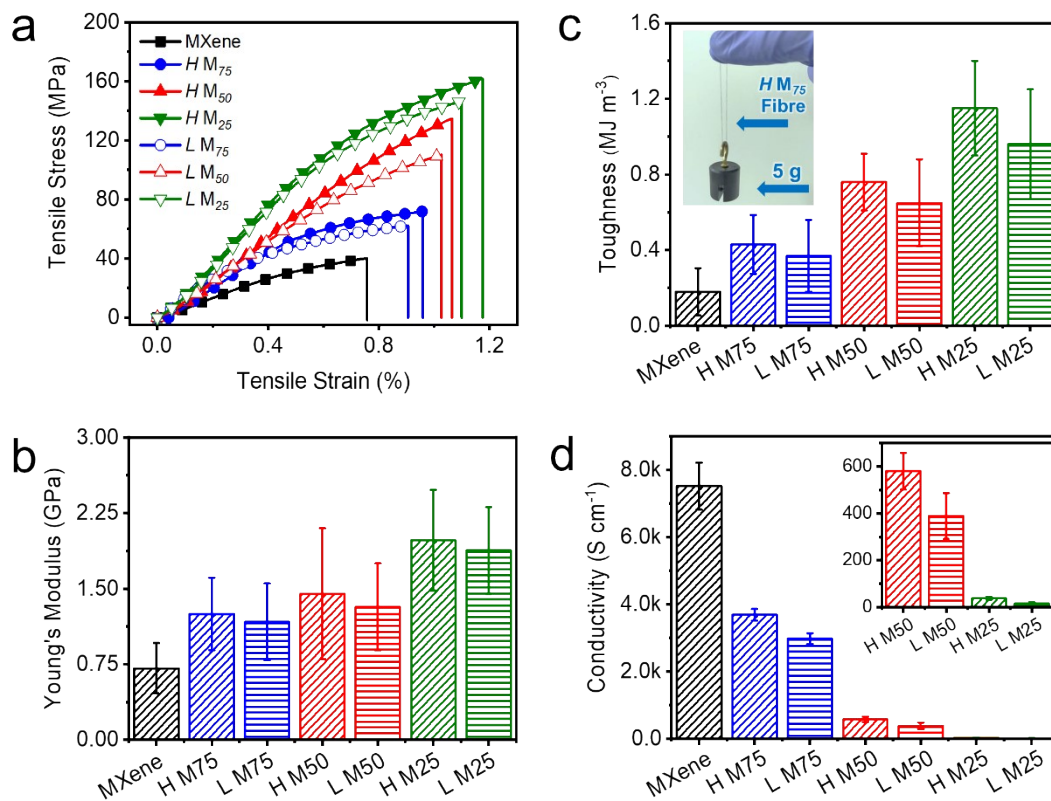 a
Tensile Stress (MPa)
200
160
120
80
40
0
MXene
H M75
H M50
H M25
L M75
L M50
L M25
0.0 0.4 0.8 1.2
Tensile Strain (%)
c
Toughness (MJ m⁻³)
1.6
1.2
0.8
0.4
0.0
H M75
Fibre
5 g
MXene H M75 L M75 H M50 L M50 H M25 L M25
b
Young's Modulus (GPa)
3.00
2.25
1.50
0.75
0.00
MXene H M75 L M75 H M50 L M50 H M25 L M25
d
Conductivity (S cm⁻¹)
8.0k
6.0k
4.0k
2.0k
0
600
400
200
0
H M50 L M50 H M25 L M25
MXene H M75 L M75 H M50 L M50 H M25 L M25